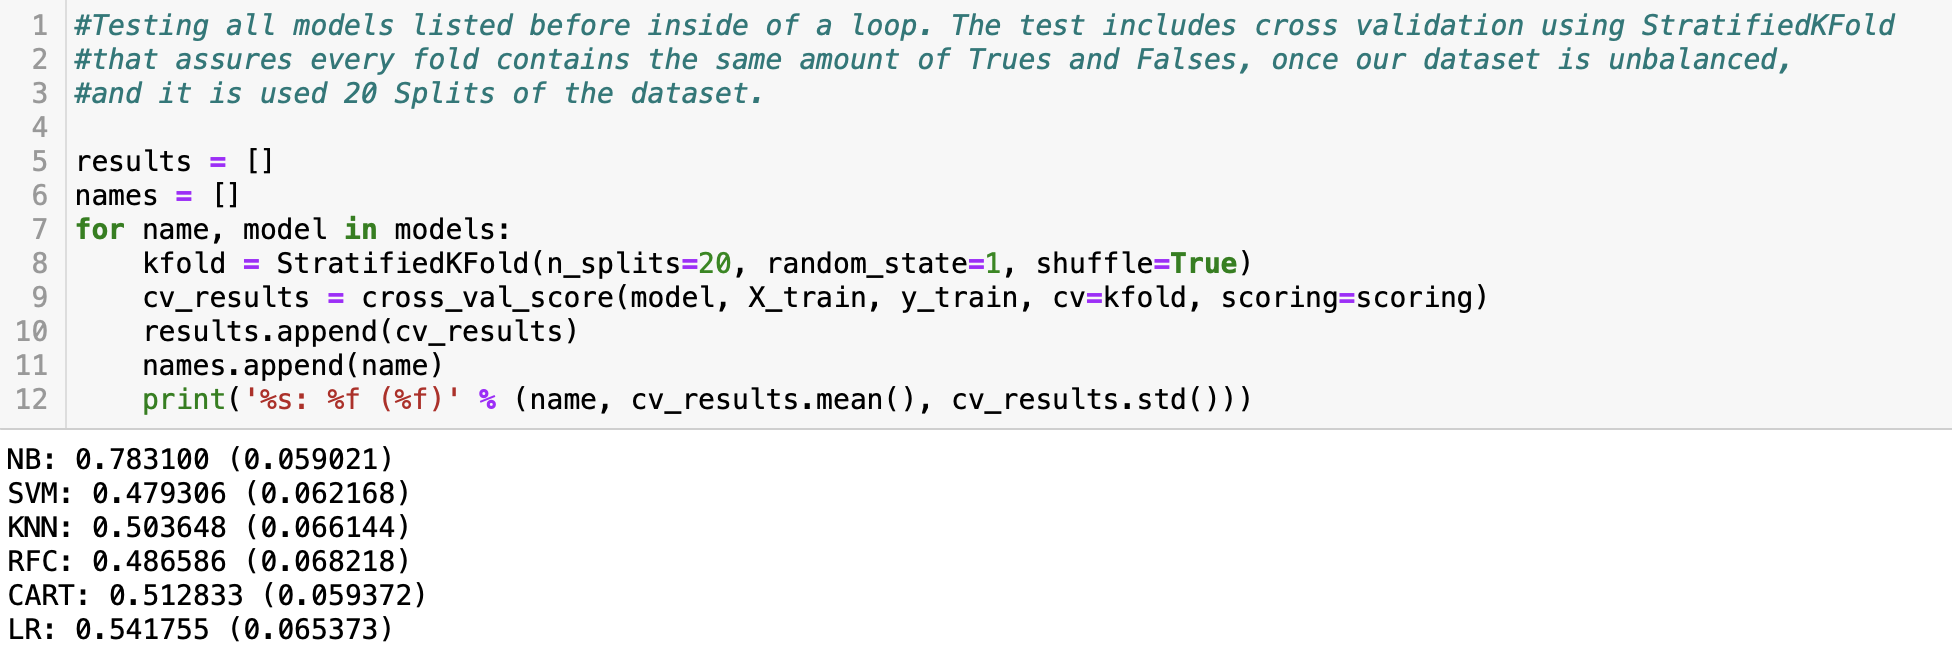 1 #Testing all models listed before inside of a loop. The test includes cross validation using StratifiedKFold
2 #that assures every fold contains the same amount of Trues and Falses, once our dataset is unbalanced,
3 #and it is used 20 Splits of the dataset.
4
5 results = []
6 names = []
7 for name, model in models:
8     kfold = StratifiedKFold(n_splits=20, random_state=1, shuffle=True)
9     cv_results = cross_val_score(model, X_train, y_train, cv=kfold, scoring=scoring)
10     results.append(cv_results)
11     names.append(name)
12     print('%s: %f (%f)' % (name, cv_results.mean(), cv_results.std()))
NB: 0.783100 (0.059021)
SVM: 0.479306 (0.062168)
KNN: 0.503648 (0.066144)
RFC: 0.486586 (0.068218)
CART: 0.512833 (0.059372)
LR: 0.541755 (0.065373)